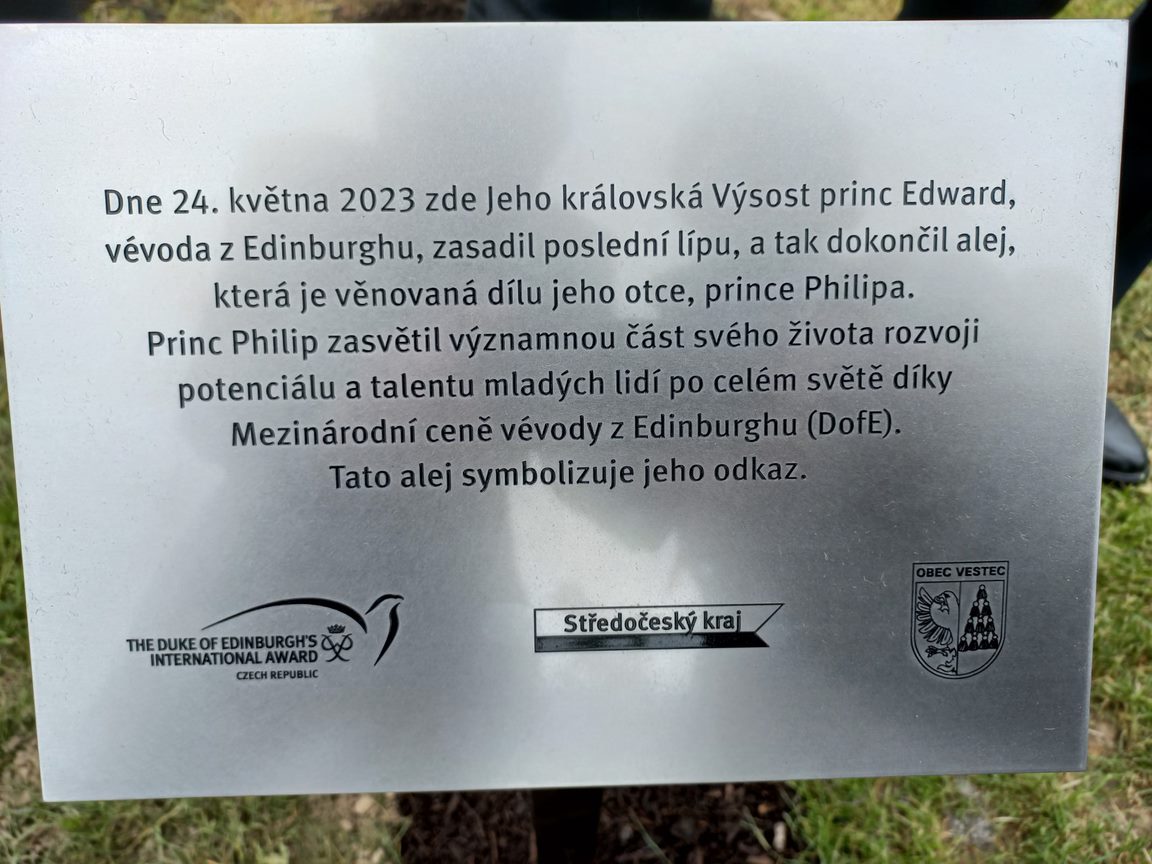 Dne 24. května 2023 zde Jeho královská Výsost princ Edward,
vévoda z Edinburghu, zasadil poslední lípu, a tak dokončil alej,
která je věnovaná dílu jeho otce, prince Philipa.
Princ Philip zasvětil významnou část svého života rozvoji
potenciálu a talentu mladých lidí po celém světě díky
Mezinárodní ceně vévody z Edinburghu (DofE).
Tato alej symbolizuje jeho odkaz.
THE DUKE OF EDINBURGH'S
INTERNATIONAL AWARD
CZECH REPUBLIC
Středočeský kraj
OBEC VESTEC